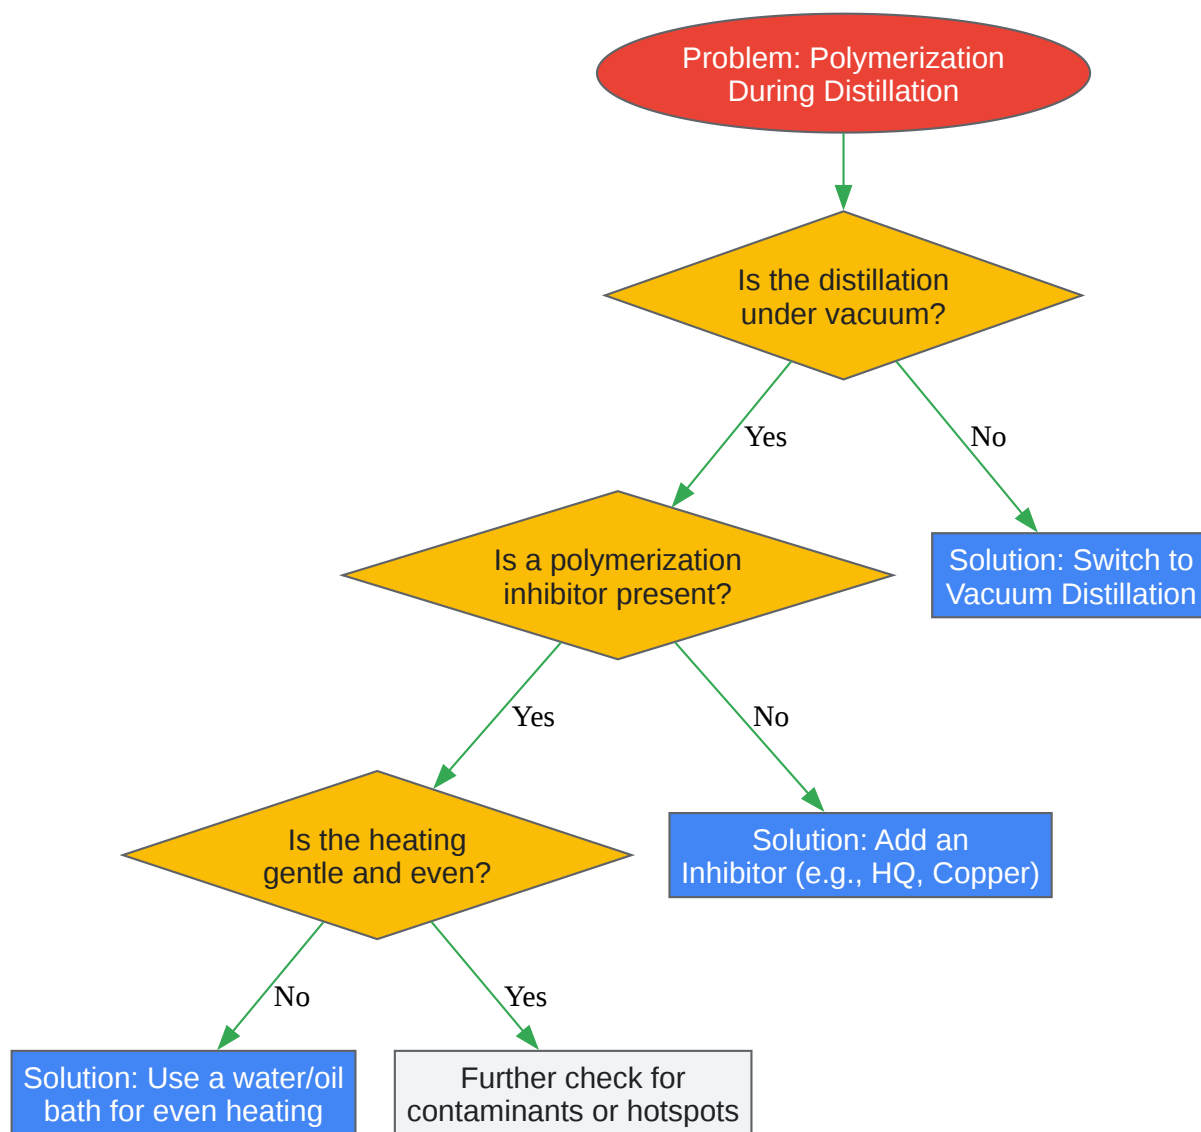 Problem: Polymerization
During Distillation
Is the distillation
under vacuum?
Yes
No
Is a polymerization
inhibitor present?
Solution: Switch to
Vacuum Distillation
Yes
No
Is the heating
gentle and even?
Solution: Add an
Inhibitor (e.g., HQ, Copper)
No
Yes
Solution: Use a water/oil
bath for even heating
Further check for
contaminants or hotspots